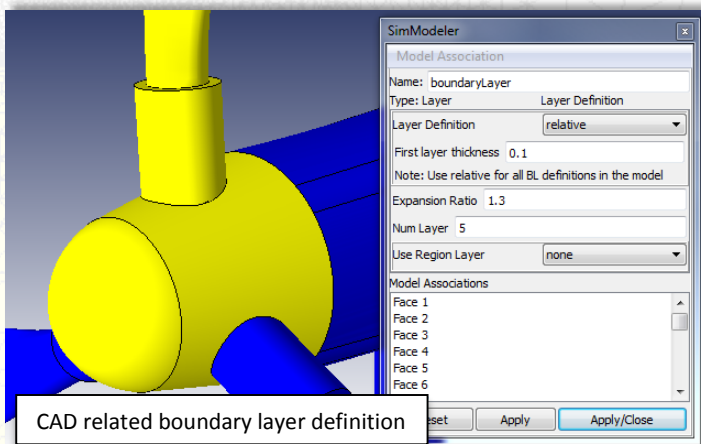 SimModeler
Model Association
Name: boundaryLayer
Type: Layer Layer Definition
Layer Definition relative
First layer thickness 0.1
Note: Use relative for all BL definitions in the model
Expansion Ratio 1.3
Num Layer 5
Use Region Layer none
Model Associations
Face 1
Face 2
Face 3
Face 4
Face 5
Face 6
eset Apply Apply/Close
CAD related boundary layer definition